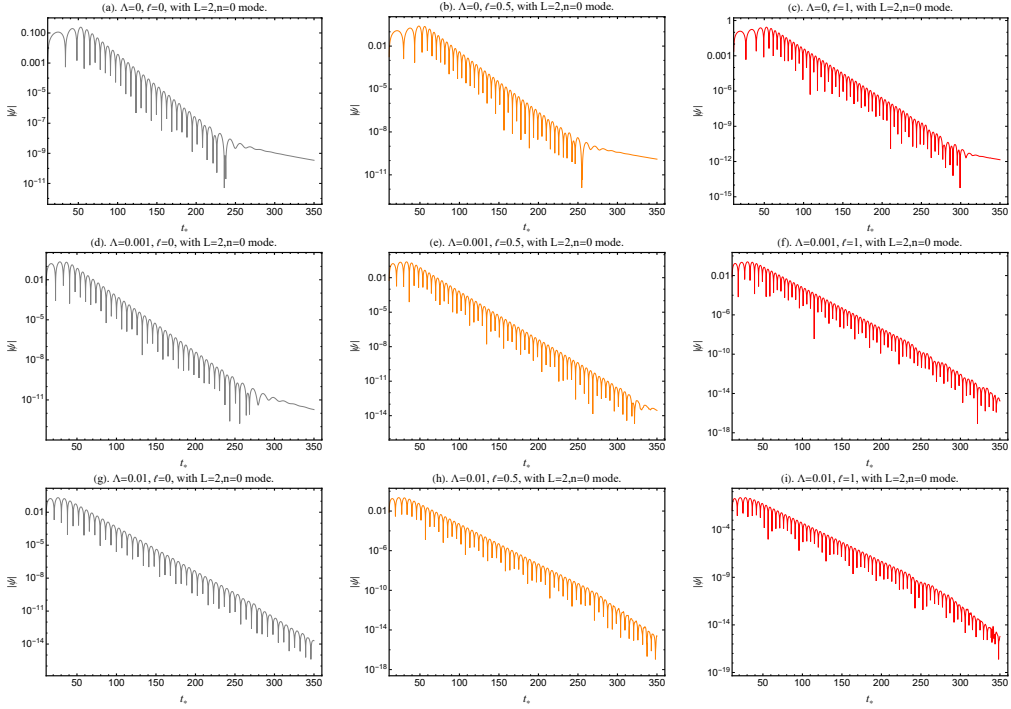 (a). Λ=0, ℓ=0, with L=2,n=0 mode.
0.100
0.001
10⁻⁵
10⁻⁷
10⁻⁹
10⁻¹¹
|ψ|
50 100 150 200 250 300 350
t*
(b). Λ=0, ℓ=0.5, with L=2,n=0 mode.
0.01
10⁻⁵
10⁻⁸
10⁻¹¹
|ψ|
50 100 150 200 250 300 350
t*
(c). Λ=0, ℓ=1, with L=2,n=0 mode.
1
10⁻³
10⁻⁶
10⁻⁹
10⁻¹²
10⁻¹⁵
|ψ|
50 100 150 200 250 300 350
t*
(d). Λ=0.001, ℓ=0, with L=2,n=0 mode.
0.01
10⁻⁵
10⁻⁸
10⁻¹¹
|ψ|
50 100 150 200 250 300 350
t*
(e). Λ=0.001, ℓ=0.5, with L=2,n=0 mode.
0.01
10⁻⁵
10⁻⁸
10⁻¹¹
10⁻¹⁴
|ψ|
50 100 150 200 250 300 350
t*
(f). Λ=0.001, ℓ=1, with L=2,n=0 mode.
0.01
10⁻⁶
10⁻¹⁰
10⁻¹⁴
10⁻¹⁸
|ψ|
50 100 150 200 250 300 350
t*
(g). Λ=0.01, ℓ=0, with L=2,n=0 mode.
0.01
10⁻⁵
10⁻⁸
10⁻¹¹
10⁻¹⁴
|ψ|
50 100 150 200 250 300 350
t*
(h). Λ=0.01, ℓ=0.5, with L=2,n=0 mode.
0.01
10⁻⁶
10⁻¹⁰
10⁻¹⁴
10⁻¹⁸
|ψ|
50 100 150 200 250 300 350
t*
(i). Λ=0.01, ℓ=1, with L=2,n=0 mode.
10⁻⁴
10⁻⁹
10⁻¹⁴
10⁻¹⁹
|ψ|
50 100 150 200 250 300 350
t*